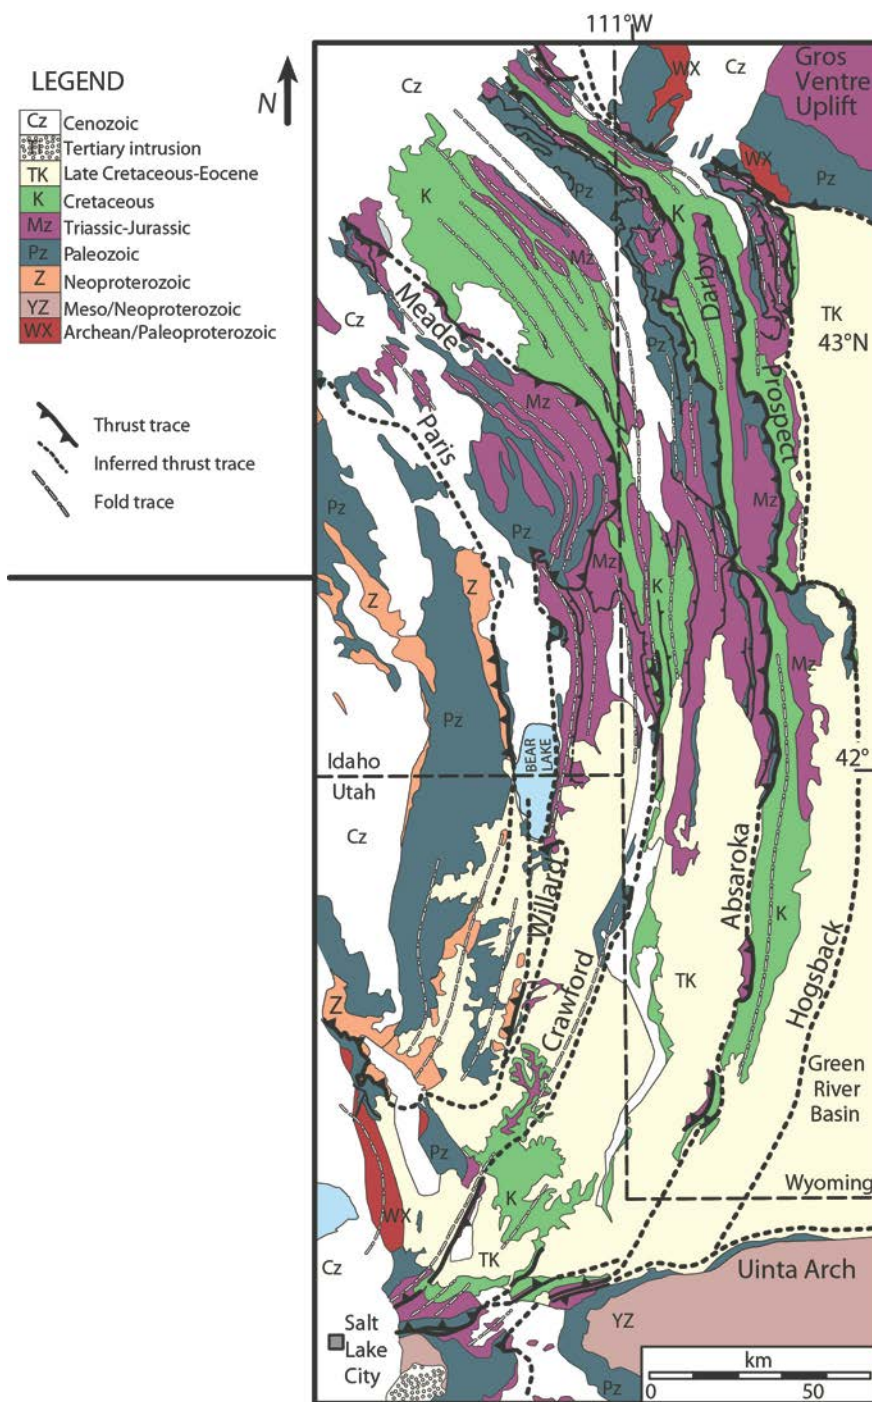 111°W
LEGEND
N
Cz Cenozoic
Tertiary intrusion
TK Late Cretaceous-Eocene
K Cretaceous
Mz Triassic-Jurassic
Pz Paleozoic
Z Neoproterozoic
YZ Meso/Neoproterozoic
WX Archean/Paleoproterozoic
Thrust trace
Inferred thrust trace
Fold trace
Cz
WX
Cz
Gros
Ventre
Uplift
WX
Pz
Pz
K
K
Mz
Darby
Meade
Cz
TK
43°N
Pz
Prospect
Paris
Mz
Mz
Pz
Pz
Mz
Z
Z
K
Mz
Pz
BEAR
LAKE
42°
Idaho
Utah
Cz
Willard
Absaroka
K
Crawford
TK
Hogsback
Z
Green
River
Basin
Pz
Wyoming
K
WX
TK
Cz
Uinta Arch
YZ
Salt
Lake
City
km
0 50
Pz